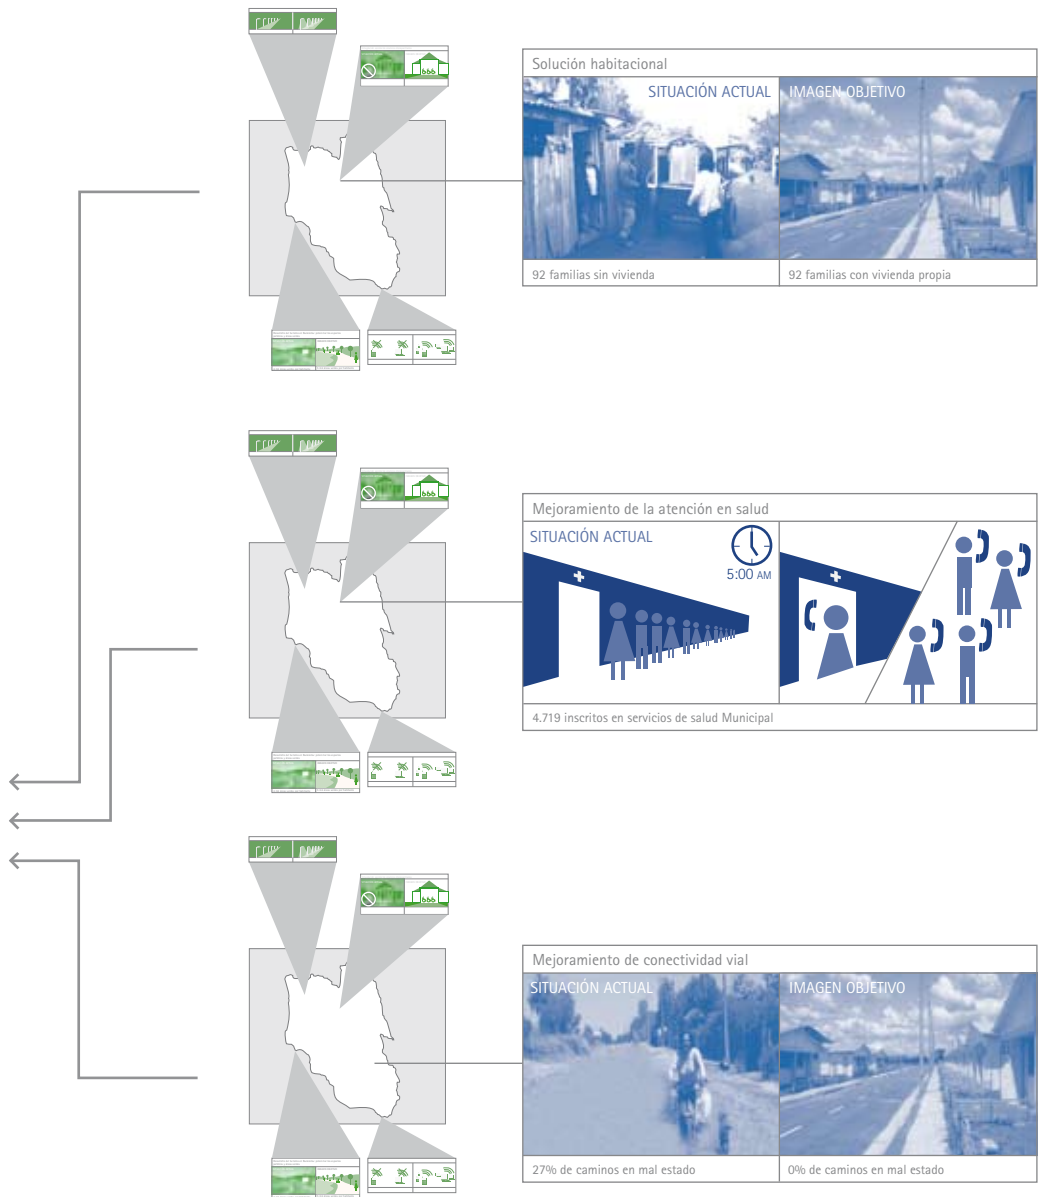 Solución habitacional
SITUACIÓN ACTUAL
IMAGEN OBJETIVO
92 familias sin vivienda
92 familias con vivienda propia
Mejoramiento de la atención en salud
SITUACIÓN ACTUAL
5:00 AM
4.719 inscritos en servicios de salud Municipal
Mejoramiento de conectividad vial
SITUACIÓN ACTUAL
IMAGEN OBJETIVO
27% de caminos en mal estado
0% de caminos en mal estado